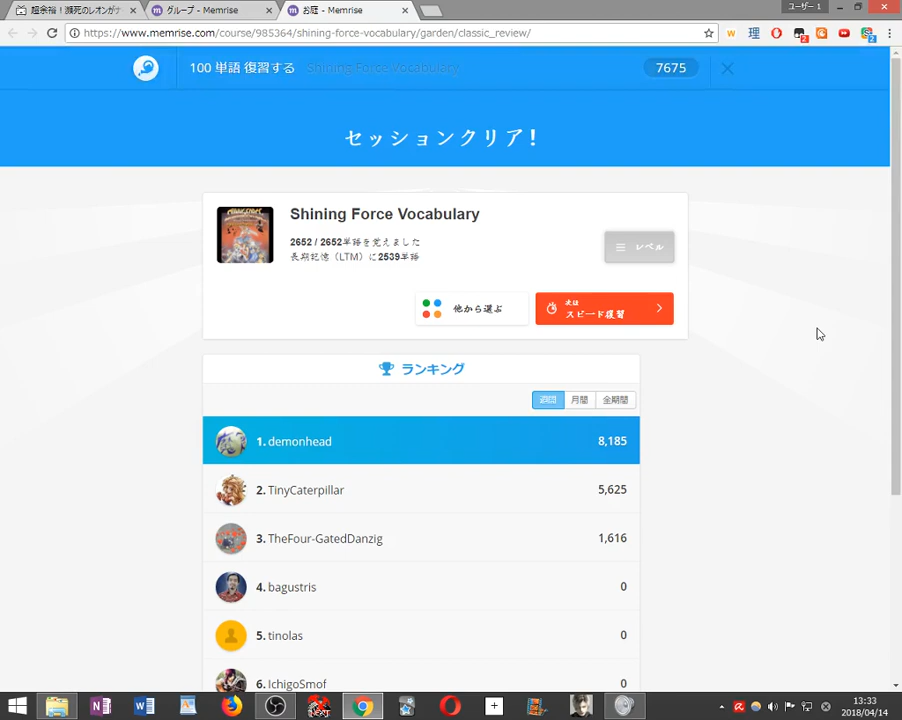 超余裕！瀕死のレオンがナ
グループ - Memrise
お庭 - Memrise
ユーザー 1
https://www.memrise.com/course/985364/shining-force-vocabulary/garden/classic_review/
100 単語 復習する
Shining Force Vocabulary
7675
セッションクリア！
Shining Force Vocabulary
2652 / 2652単語を覚えました
長期記憶（LTM）に2539単語
レベル
他から選ぶ
次は
スピード復習
ランキング
週間
月間
全期間
1. demonhead
8,185
2. TinyCaterpillar
5,625
3. TheFour-GatedDanzig
1,616
4. bagustris
0
5. tinolas
0
6. IchigoSmof
0
13:33
2018/04/14